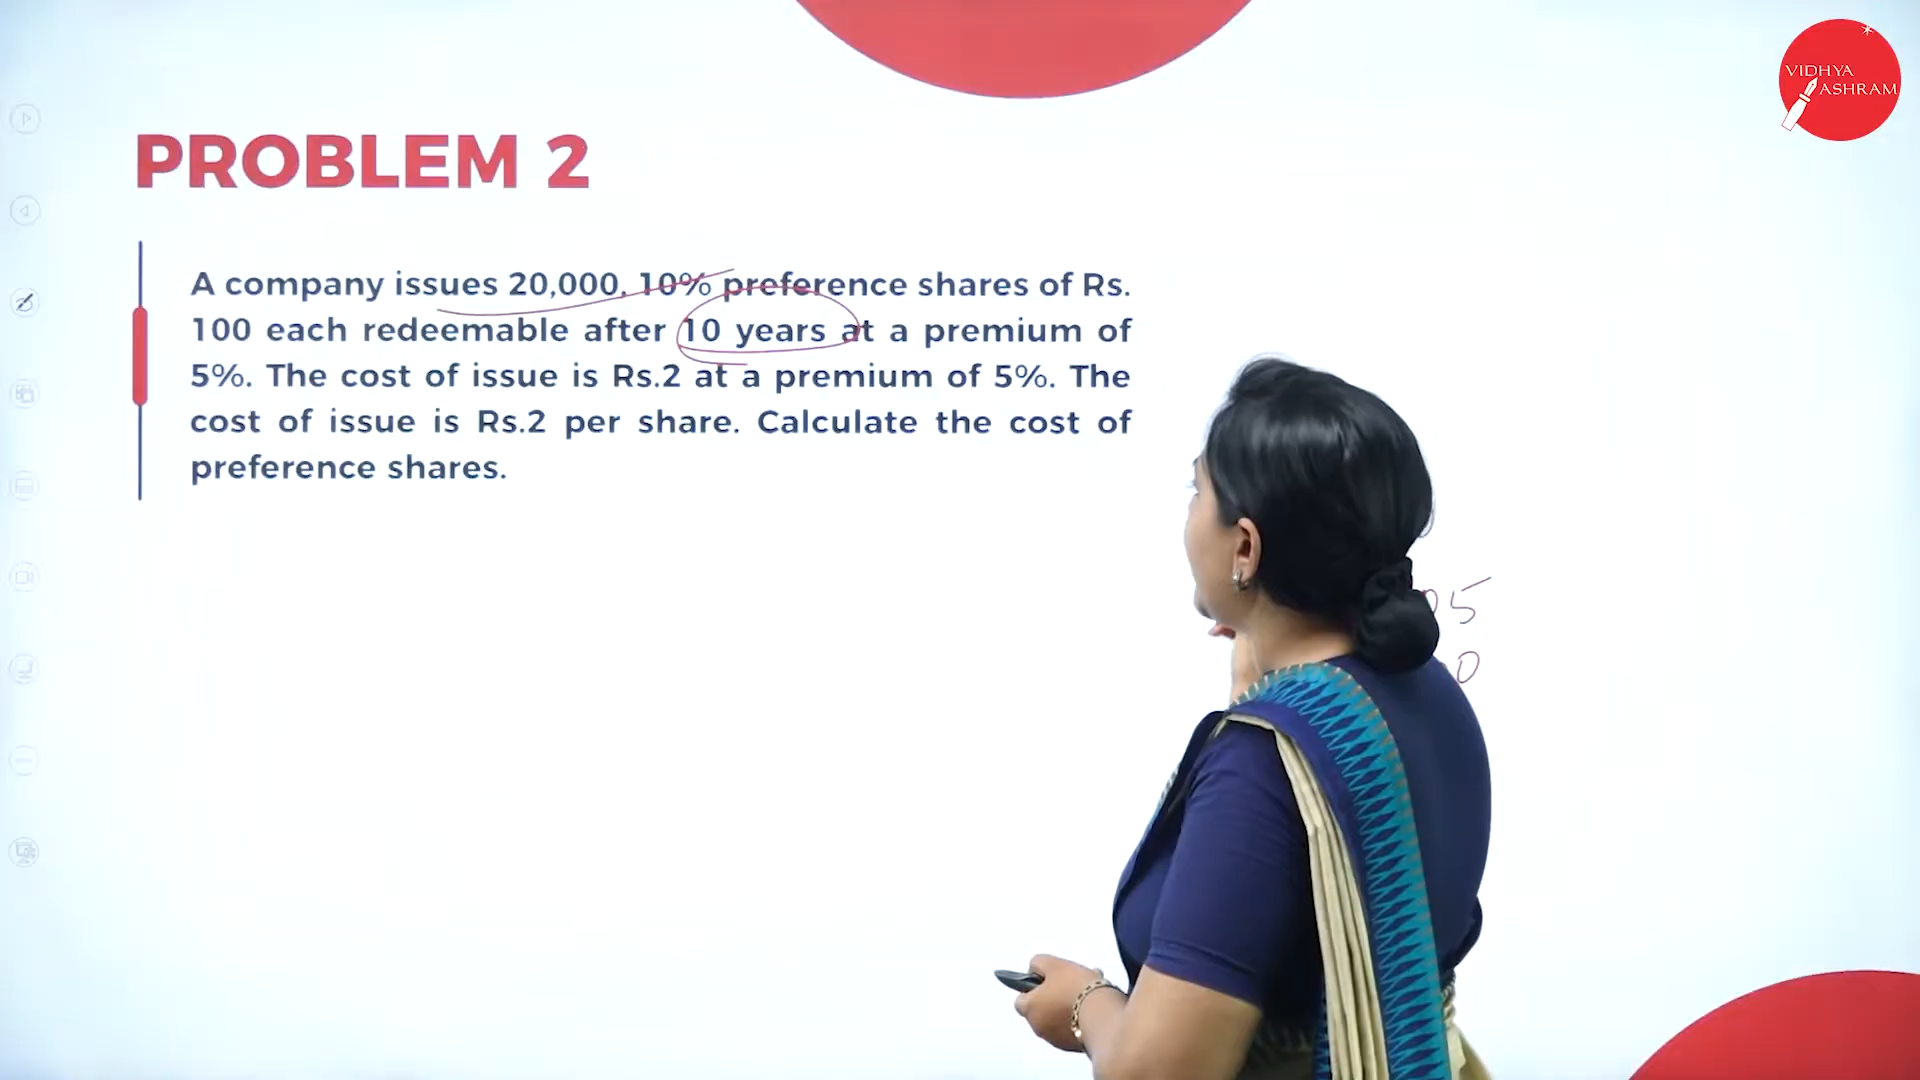 VIDHYA
ASHRAM
PROBLEM 2
A company issues 20,000, 10% preference shares of Rs.
100 each redeemable after 10 years at a premium of
5%. The cost of issue is Rs.2 at a premium of 5%. The
cost of issue is Rs.2 per share. Calculate the cost of
preference shares.
5
0